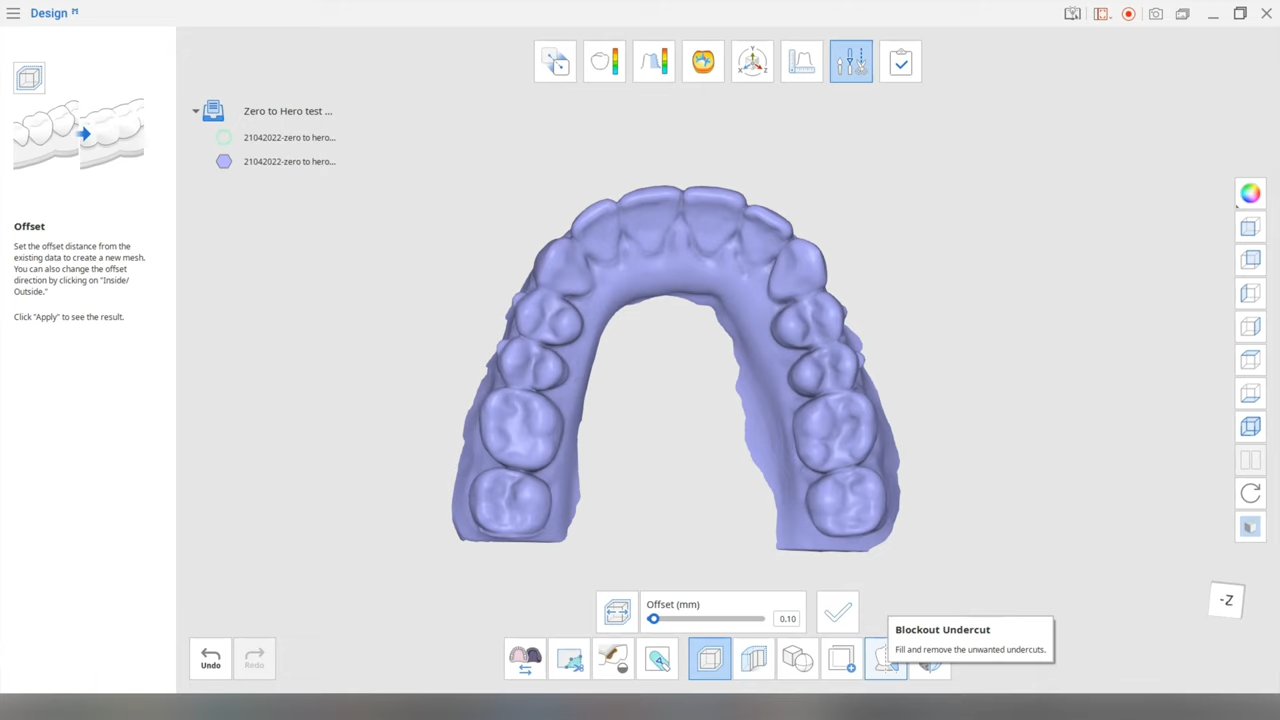 Design
Zero to Hero test ...
21042022-zero to hero...
21042022-zero to hero...
Offset
Set the offset distance from the
existing data to create a new mesh.
You can also change the offset
direction by clicking on "Inside/
Outside."
Click "Apply" to see the result.
Y
X
Z
-Z
Offset (mm)
0.10
Blockout Undercut
Fill and remove the unwanted undercuts.
Undo
Redo